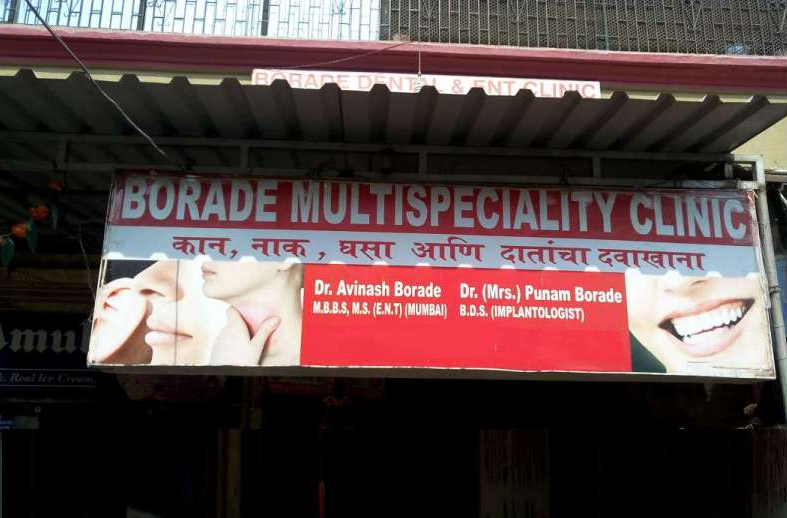 BORADE DENTAL & ENT CLINIC
BORADE MULTISPECIALITY CLINIC
कान, नाक, घसा आणि दातांचा दवाखाना
Dr. Avinash Borade
M.B.B.S, M.S. (E.N.T) (MUMBAI)
Dr. (Mrs.) Punam Borade
B.D.S. (IMPLANTOLOGIST)
Amul
Real Ice Cream